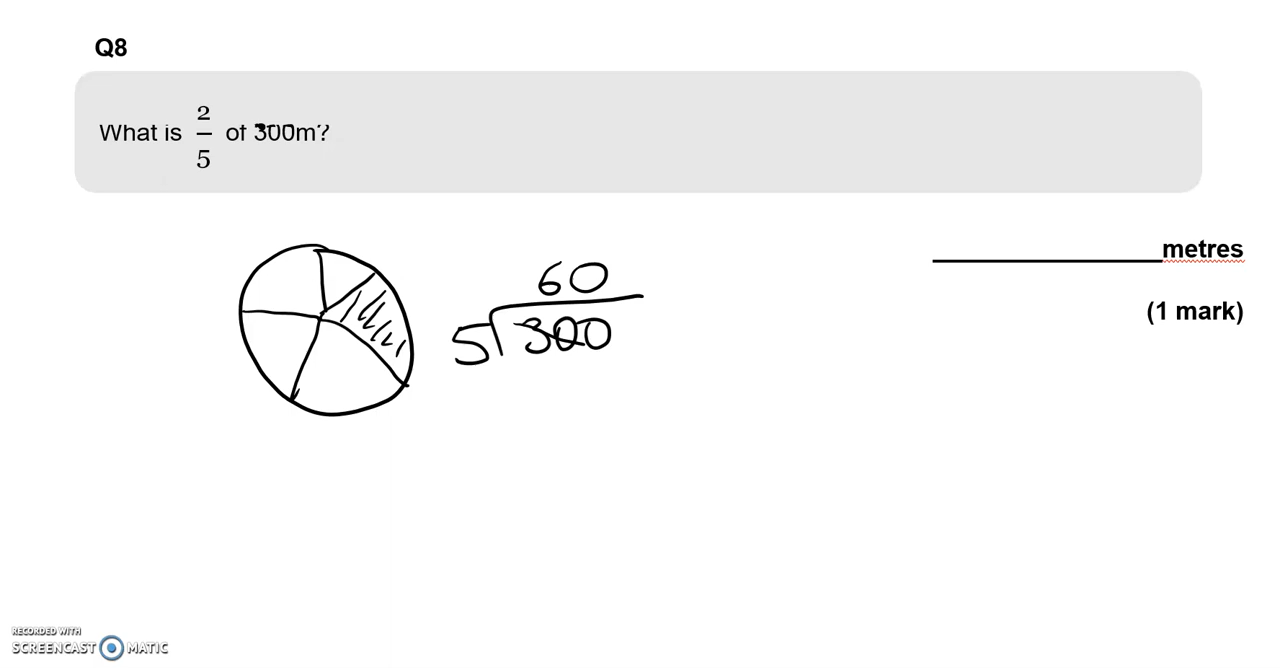 Q8
What is 2/5 of 300m?
metres
(1 mark)
60
5 300
RECORDED WITH
SCREENCAST MATIC